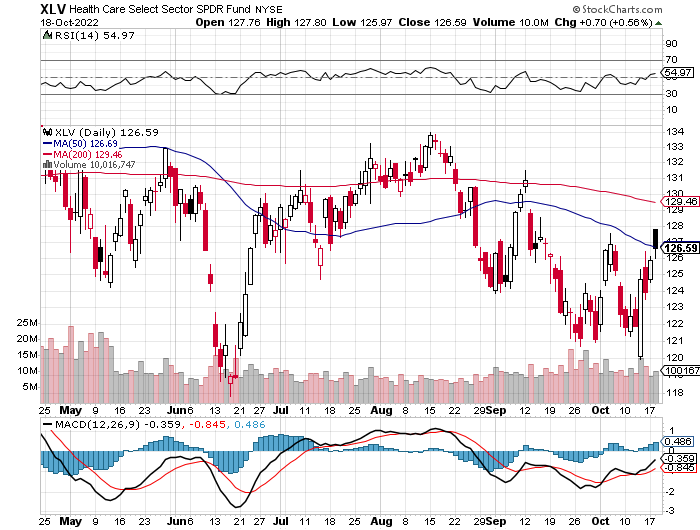 XLV Health Care Select Sector SPDR Fund NYSE © StockCharts.com
18-Oct-2022 Open 127.76 High 127.80 Low 125.97 Close 126.59 Volume 10.0M Chg +0.70 (+0.56%)
RSI(14) 54.97
90
70
54.97
50
30
10
XLV (Daily) 126.59
MA(50) 126.69
MA(200) 129.46
Volume 10,016,747
134
133
132
131
130
129.46
129
128
127
126.59
126
125
124
123
122
121
120
119
118
10016747
25M
20M
15M
10M
5M
25 May 9 16 23 Jun 6 13 21 27 Jul 11 18 25 Aug 8 15 22 29 Sep 12 19 26 Oct 10 17
MACD(12,26,9) -0.359, -0.845, 0.486
1
0.486
0
-0.359
-0.845
-1
-2
-3
25 May 9 16 23 Jun 6 13 21 27 Jul 11 18 25 Aug 8 15 22 29 Sep 12 19 26 Oct 10 17